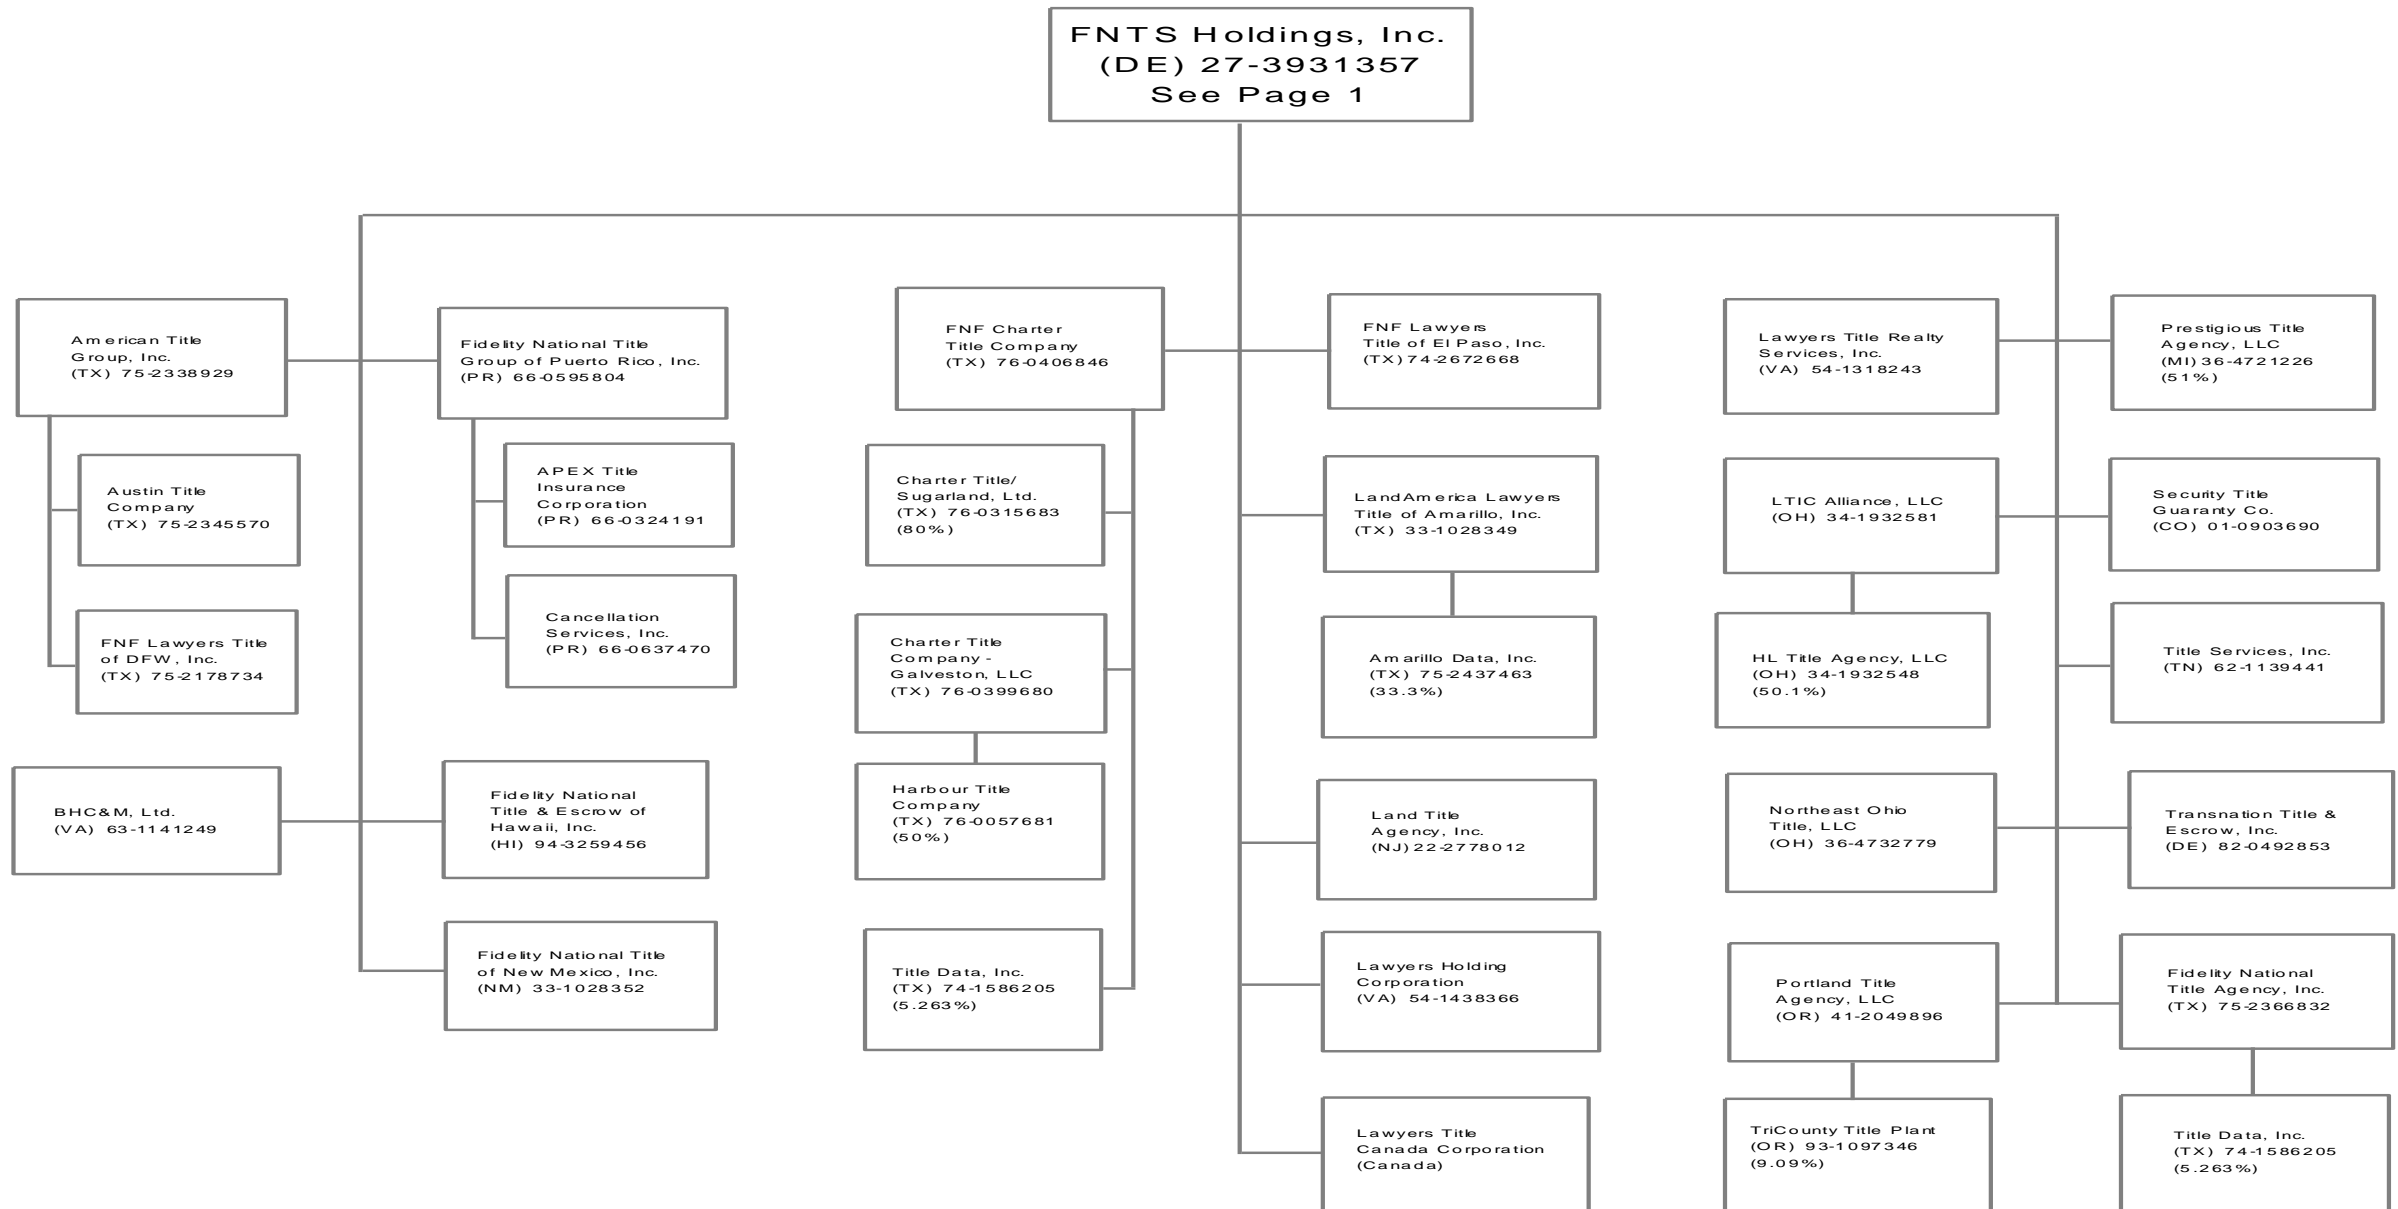 FNTS Holdings, Inc.
(DE) 27-3931357
See Page 1
American Title
Group, Inc.
(TX) 75-2338929
Austin Title
Company
(TX) 75-2345570
FNF Lawyers Title
of DFW, Inc.
(TX) 75-2178734
BHC&M, Ltd.
(VA) 63-1141249
Fidelity National Title
Group of Puerto Rico, Inc.
(PR) 66-0595804
APEX Title
Insurance
Corporation
(PR) 66-0324191
Cancellation
Services, Inc.
(PR) 66-0637470
Fidelity National
Title & Escrow of
Hawaii, Inc.
(HI) 94-3259456
Fidelity National Title
of New Mexico, Inc.
(NM) 33-1028352
FNF Charter
Title Company
(TX) 76-0406846
Charter Title/
Sugarland, Ltd.
(TX) 76-0315683
(80%)
Charter Title
Company -
Galveston, LLC
(TX) 76-0399680
Harbour Title
Company
(TX) 76-0057681
(50%)
Title Data, Inc.
(TX) 74-1586205
(5.263%)
FNF Lawyers
Title of El Paso, Inc.
(TX) 74-2672668
LandAmerica Lawyers
Title of Amarillo, Inc.
(TX) 33-1028349
Amarillo Data, Inc.
(TX) 75-2437463
(33.3%)
Land Title
Agency, Inc.
(NJ) 22-2778012
Lawyers Holding
Corporation
(VA) 54-1438366
Lawyers Title
Canada Corporation
(Canada)
Lawyers Title Realty
Services, Inc.
(VA) 54-1318243
LTIC Alliance, LLC
(OH) 34-1932581
HL Title Agency, LLC
(OH) 34-1932548
(50.1%)
Northeast Ohio
Title, LLC
(OH) 36-4732779
Portland Title
Agency, LLC
(OR) 41-2049896
TriCounty Title Plant
(OR) 93-1097346
(9.09%)
Prestigious Title
Agency, LLC
(MI) 36-4721226
(51%)
Security Title
Guaranty Co.
(CO) 01-0903690
Title Services, Inc.
(TN) 62-1139441
Transnation Title &
Escrow, Inc.
(DE) 82-0492853
Fidelity National
Title Agency, Inc.
(TX) 75-2366832
Title Data, Inc.
(TX) 74-1586205
(5.263%)